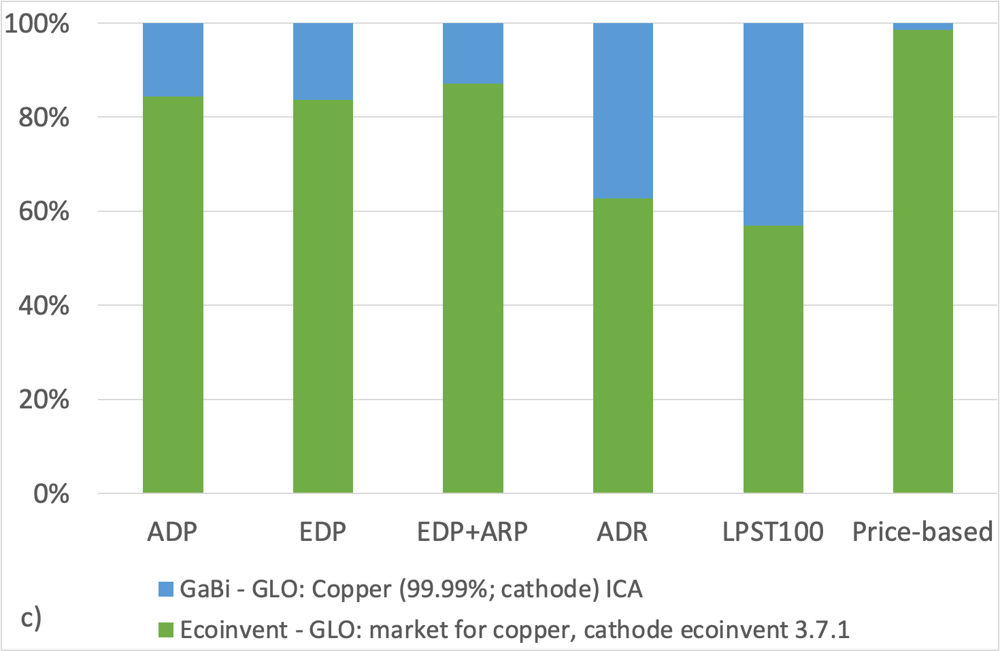 100%
80%
60%
40%
20%
0%
ADP EDP EDP+ARP ADR LPST100 Price-based
GaBi - GLO: Copper (99.99%; cathode) ICA
c)
Ecoinvent - GLO: market for copper, cathode ecoinvent 3.7.1